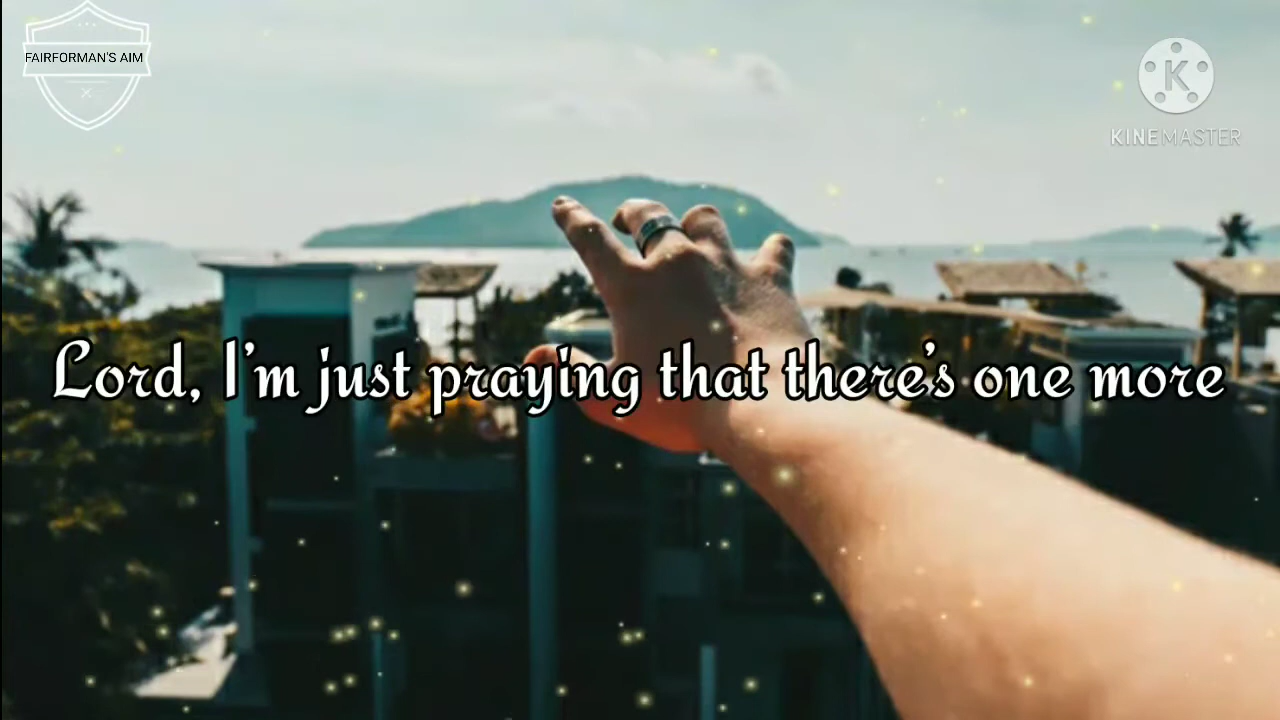 FAIRFORMAN'S AIM
KINEMASTER
Lord, I'm just praying that there's one more